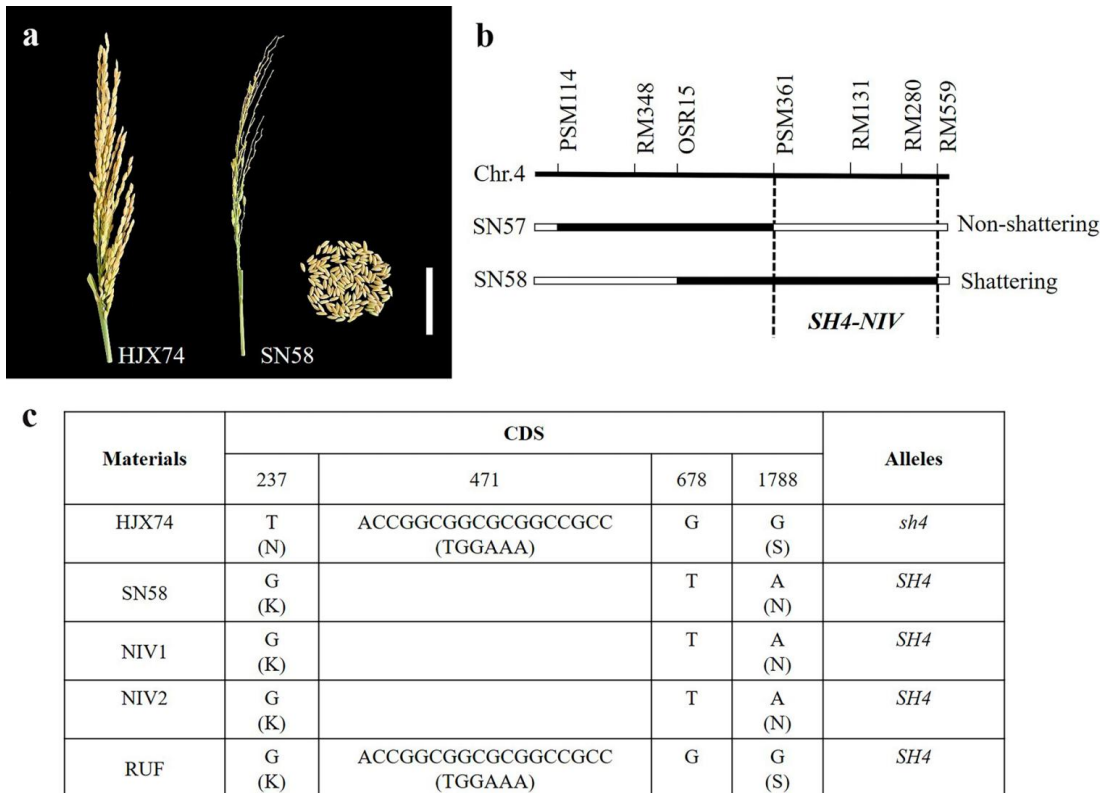 a
HJX74
SN58
b
PSM114
RM348
OSR15
PSM361
RM131
RM280
RM559
Chr.4
SN57
Non-shattering
SN58
Shattering
SH4-NIV
c
Materials
CDS
Alleles
237
471
678
1788
HJX74
T
(N)
ACCGGCGGCGCGGCCGCC
(TGGAAA)
G
G
(S)
sh4
SN58
G
(K)
T
A
(N)
SH4
NIV1
G
(K)
T
A
(N)
SH4
NIV2
G
(K)
T
A
(N)
SH4
RUF
G
(K)
ACCGGCGGCGCGGCCGCC
(TGGAAA)
G
G
(S)
SH4